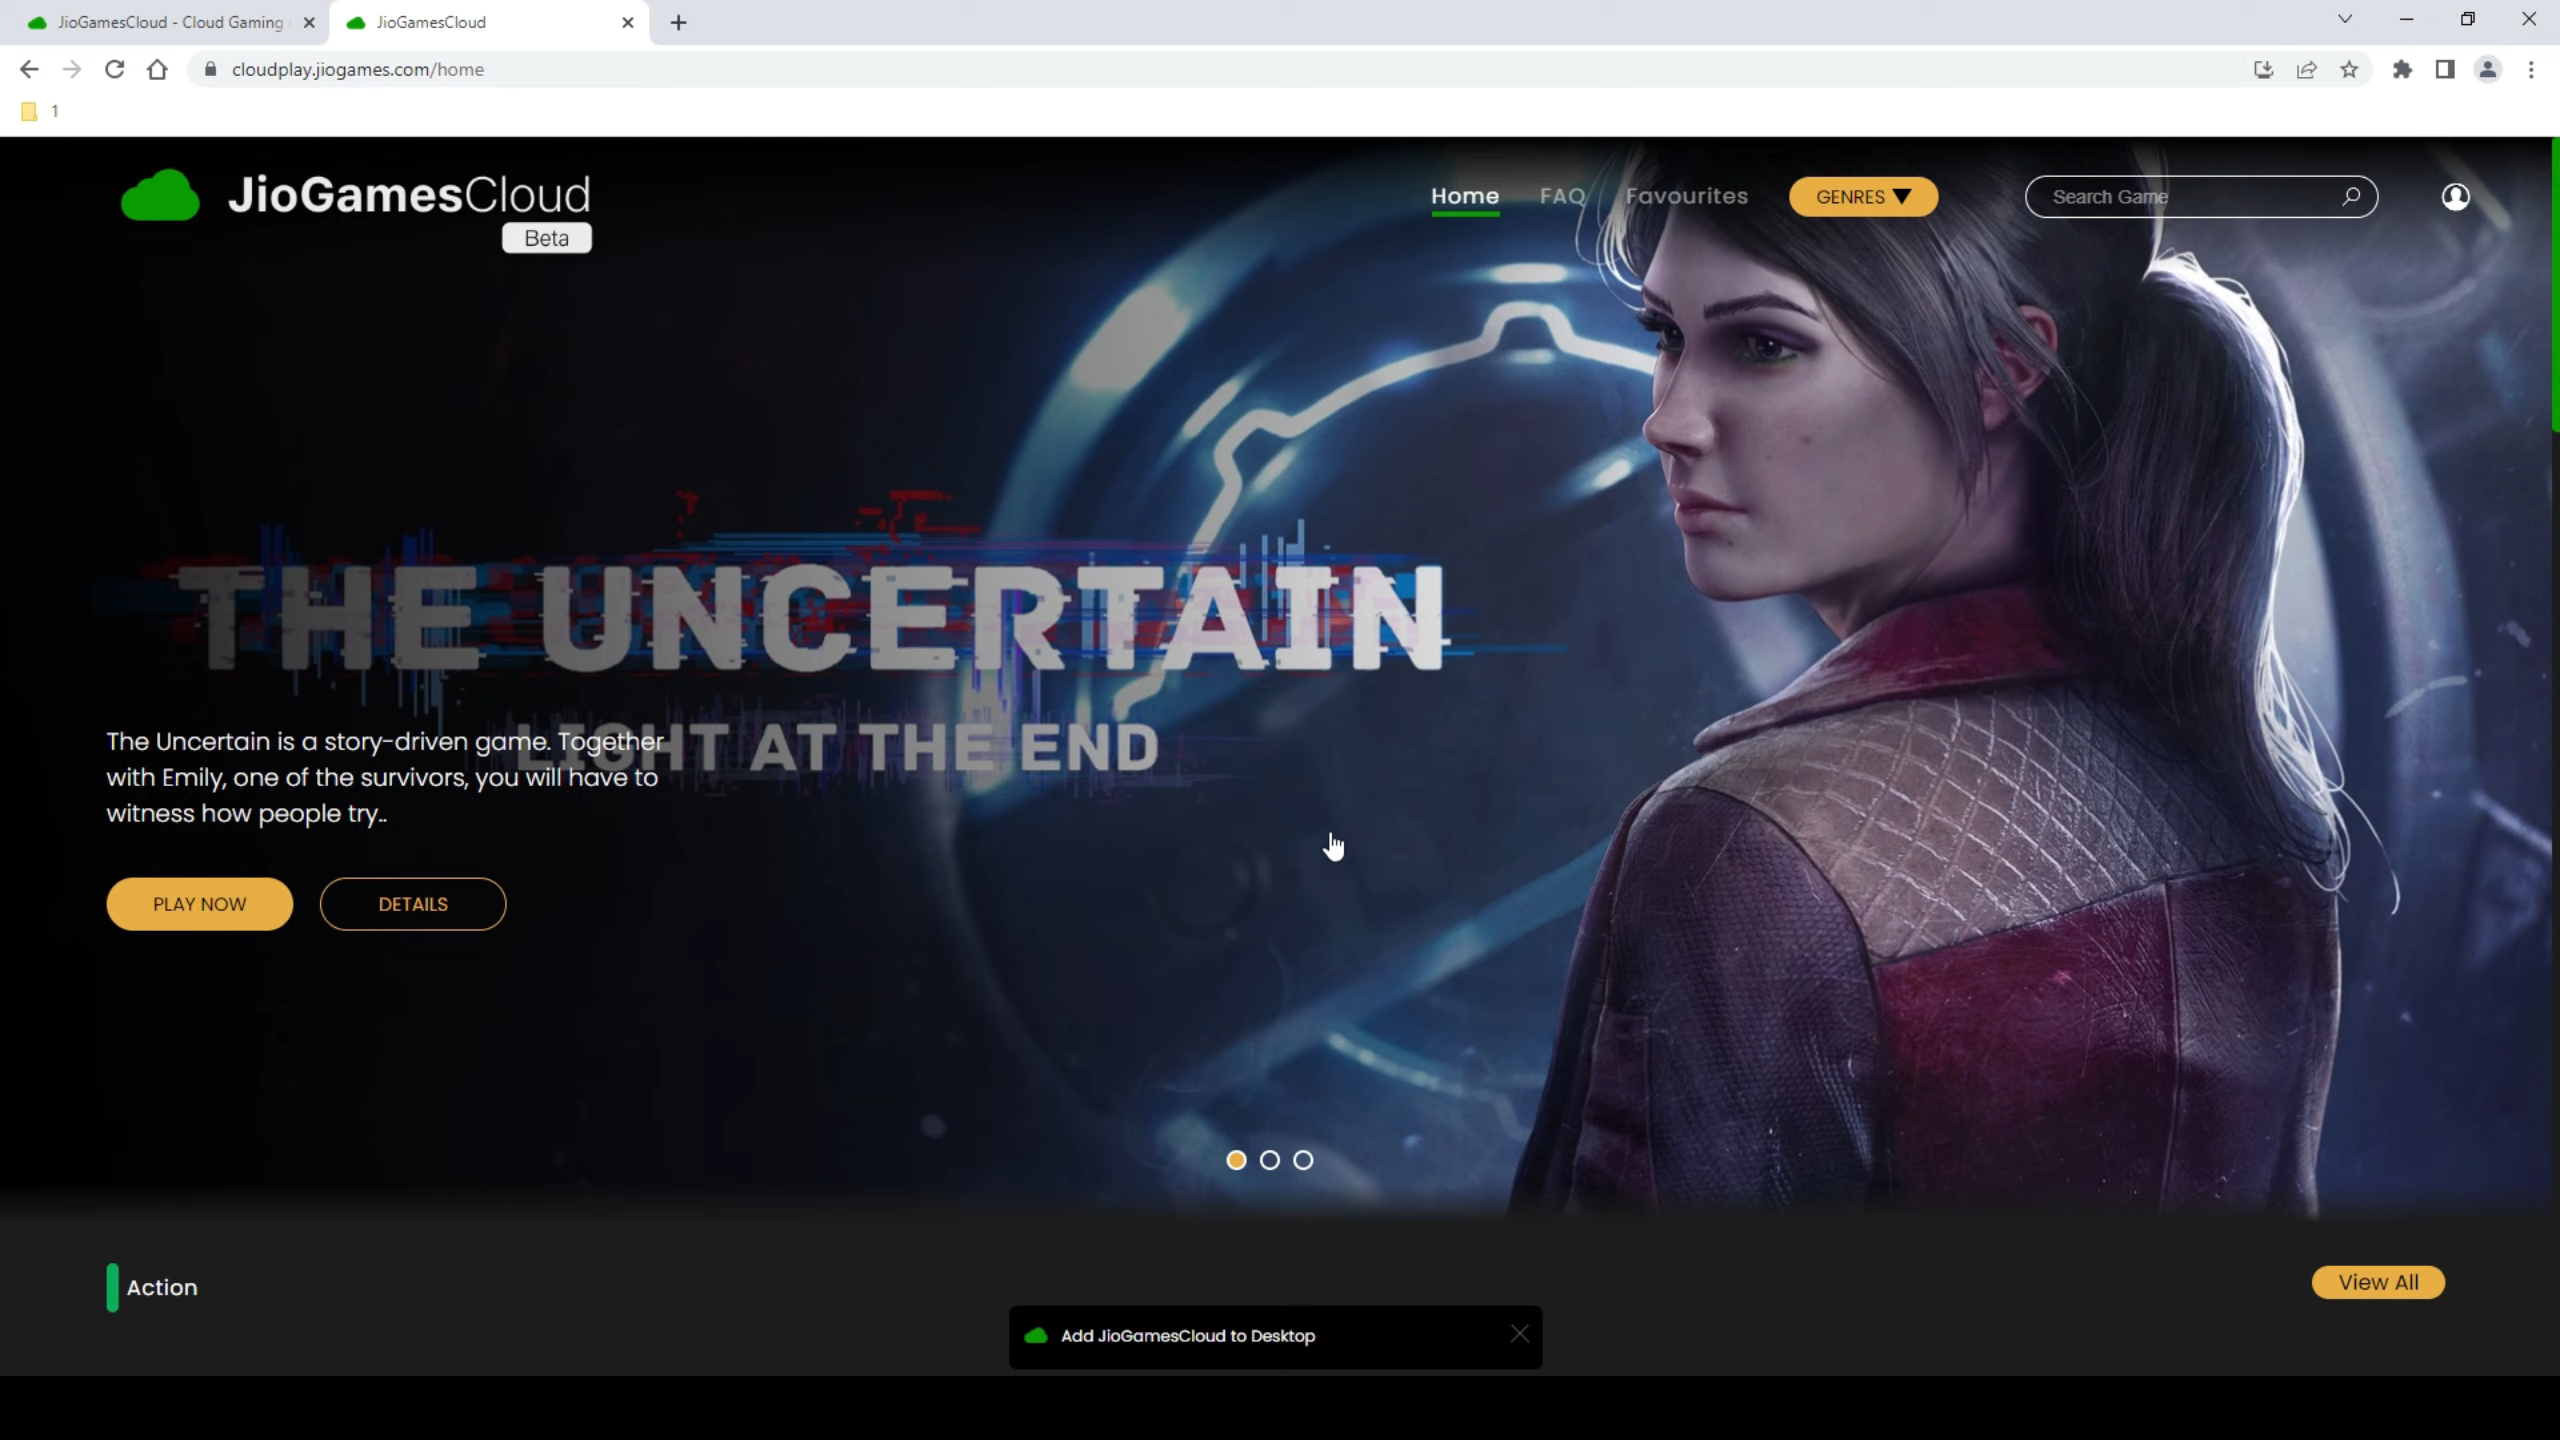 JioGamesCloud - Cloud Gaming
JioGamesCloud
cloudplay.jiogames.com/home
1
JioGamesCloud
Beta
Home
FAQ
Favourites
GENRES
Search Game
THE UNCERTAIN
LIGHT AT THE END
The Uncertain is a story-driven game. Together
with Emily, one of the survivors, you will have to
witness how people try..
PLAY NOW
DETAILS
Action
View All
Add JioGamesCloud to Desktop